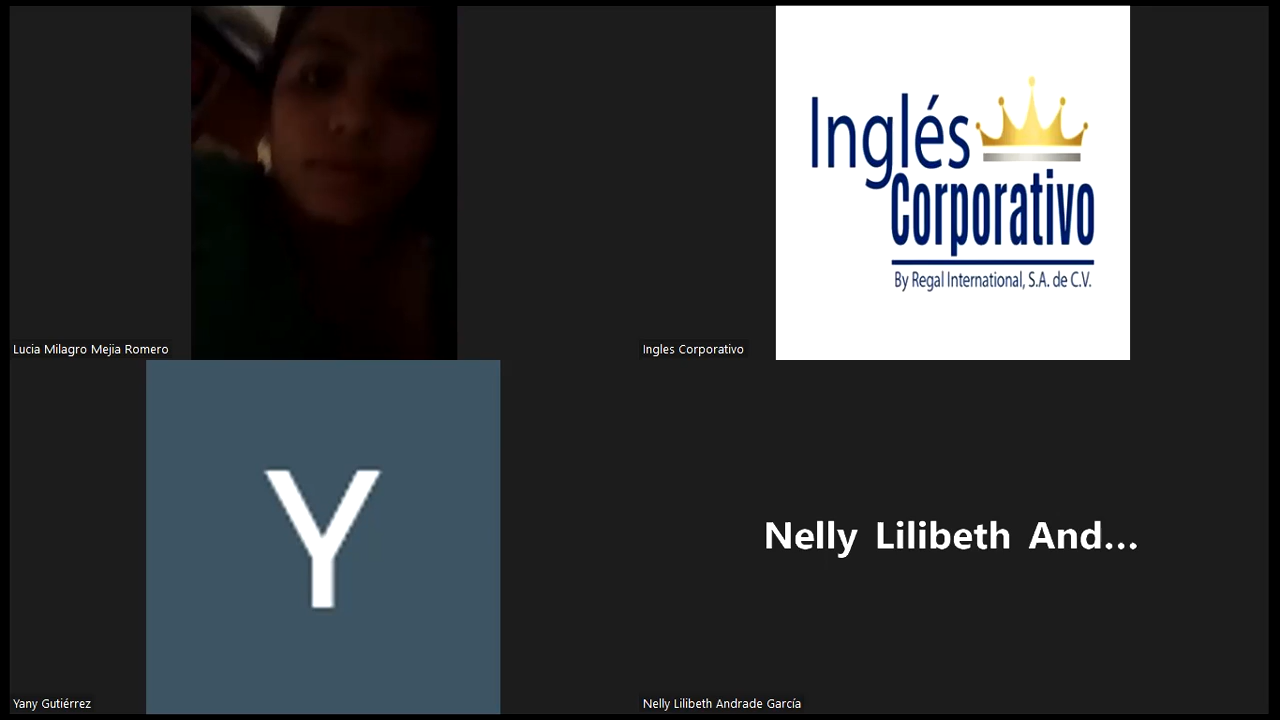 Inglés
Corporativo
By Regal International, S.A. de C.V.
Lucia Milagro Mejia Romero
Ingles Corporativo
Y
Nelly Lilibeth And...
Yany Gutiérrez
Nelly Lilibeth Andrade García